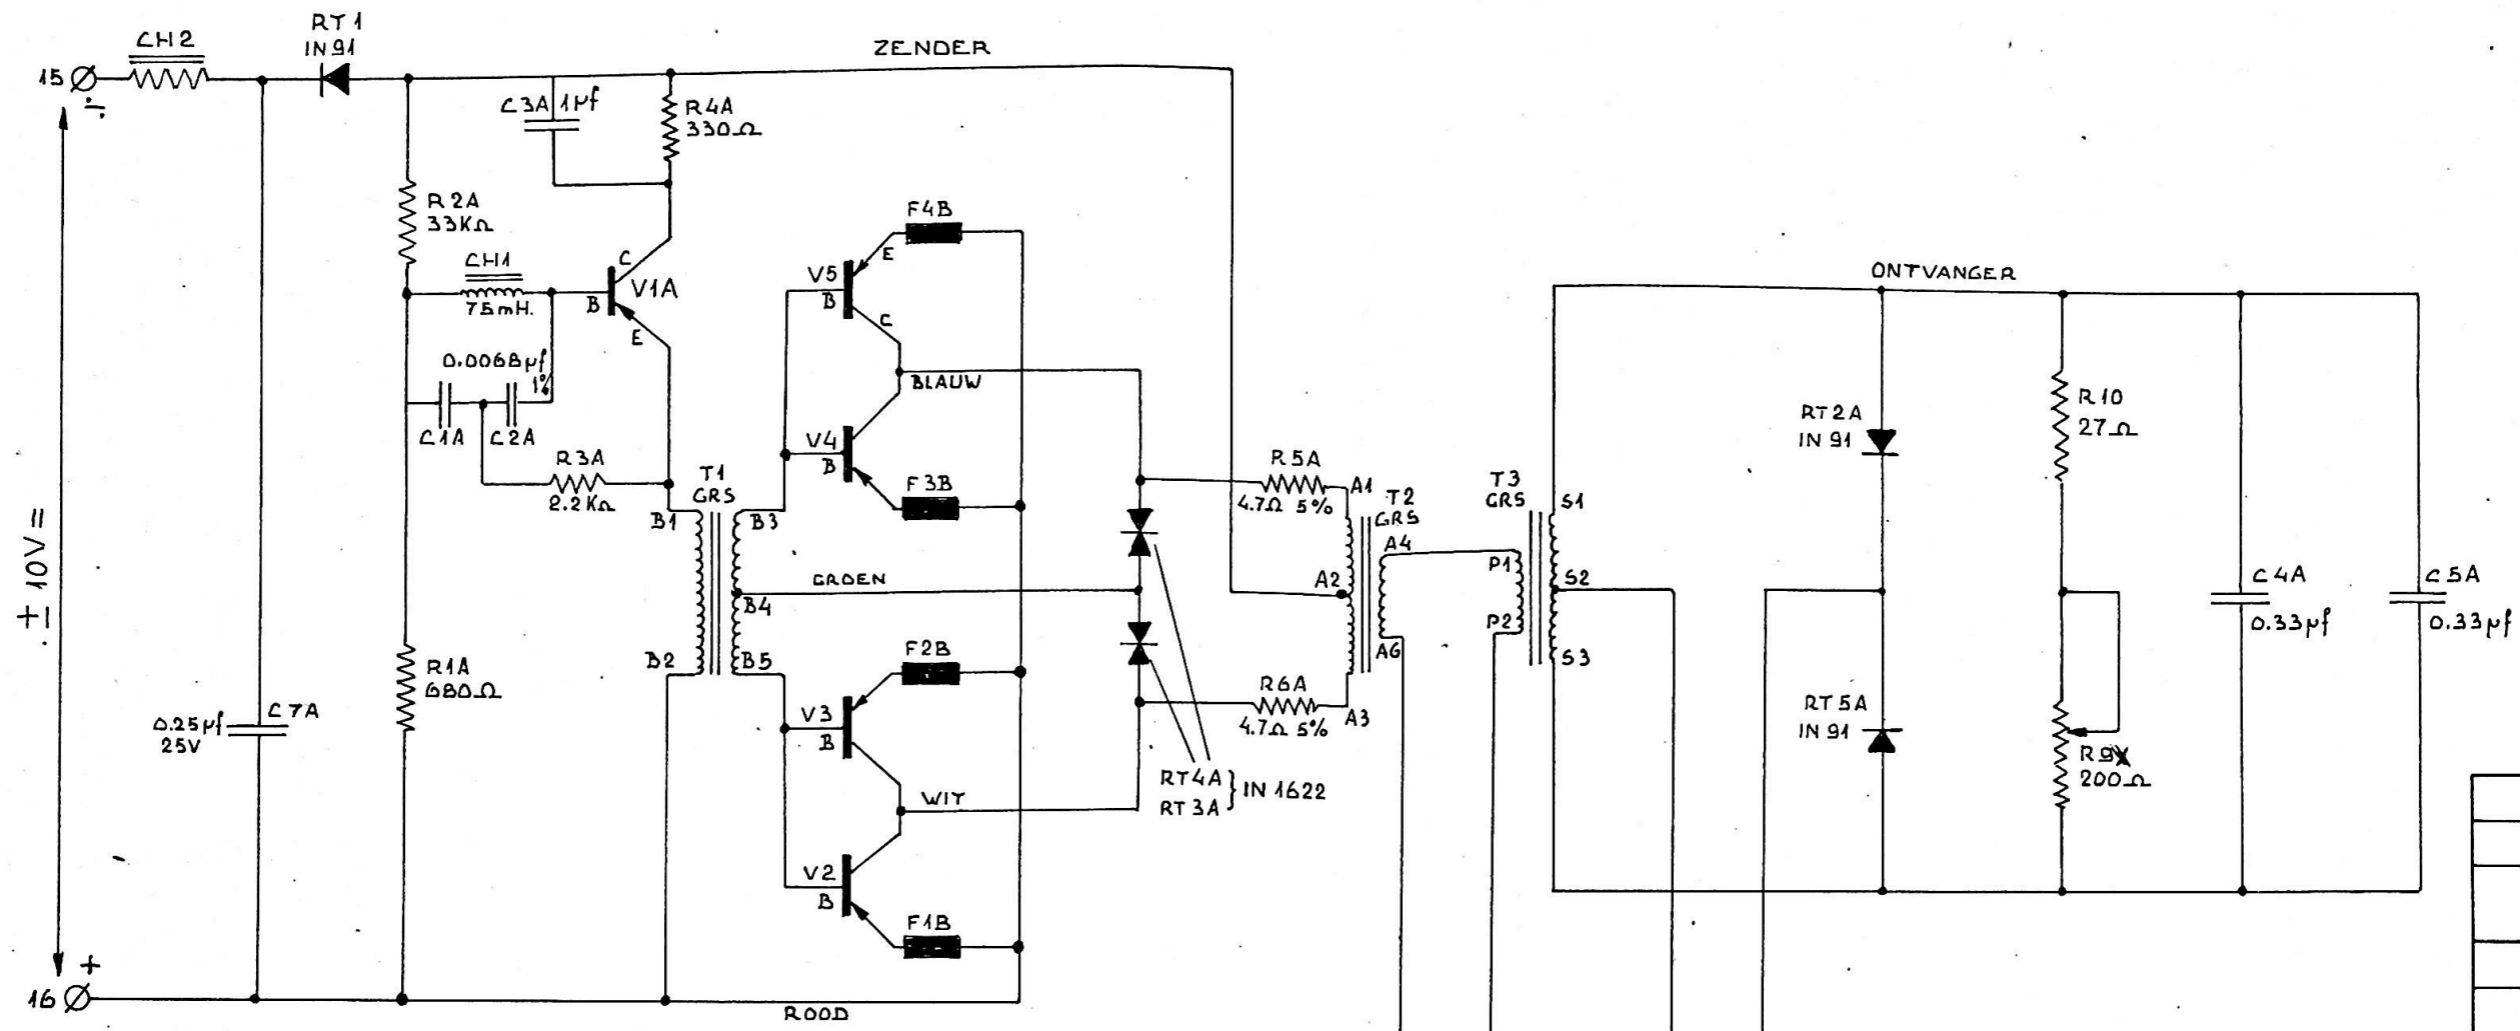 CH2
RT1
IN 91
ZENDER
15
C3A 1µf
R4A
330Ω
R2A
33KΩ
CH1
75mH.
C
B
V1A
E
0.0068µf
1%
C1A
C2A
R3A
2.2KΩ
± 10V =
R1A
680Ω
0.25µf
25V
C7A
+
16
ROOD
T1
GRS
B1
B2
B3
B4
B5
F4B
E
V5
B
C
BLAUW
V4
B
F3B
GROEN
F2B
V3
B
WIT
V2
B
F1B
RT4A
RT3A
IN 1622
R5A
4.7Ω 5%
R6A
4.7Ω 5%
A1
A2
A3
T2
GRS
A4
A6
T3
GRS
P1
P2
S1
S2
S3
ONTVANGER
RT2A
IN 91
RT5A
IN 91
R10
27Ω
200Ω
C4A
0.33µf
C5A
0.33µf